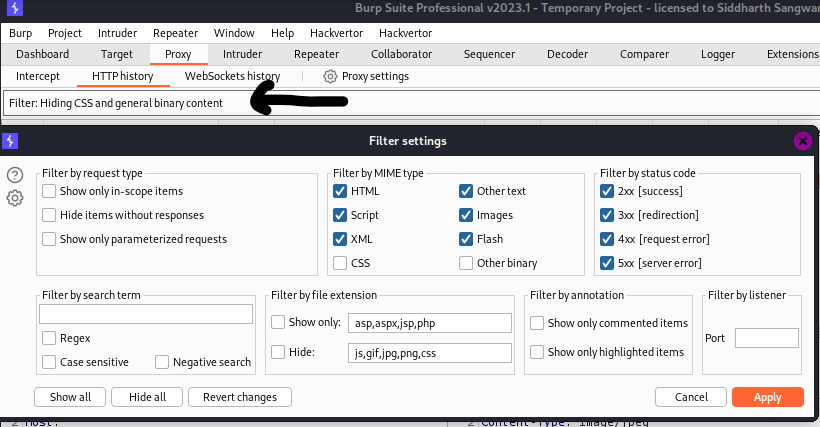 Burp Suite Professional v2023.1 - Temporary Project - licensed to Siddharth Sangwa
Burp Project Intruder Repeater Window Help Hackvertor Hackvertor
Dashboard Target Proxy Intruder Repeater Collaborator Sequencer Decoder Comparer Logger Extensions
Intercept HTTP history WebSockets history Proxy settings
Filter: Hiding CSS and general binary content
Filter settings
Filter by request type
Show only in-scope items
Hide items without responses
Show only parameterized requests
Filter by MIME type
HTML Other text
Script Images
XML Flash
CSS Other binary
Filter by status code
2xx [success]
3xx [redirection]
4xx [request error]
5xx [server error]
Filter by search term
Regex
Case sensitive Negative search
Filter by file extension
Show only: asp,aspx,jsp,php
Hide: js,gif,jpg,png,css
Filter by annotation
Show only commented items
Show only highlighted items
Filter by listener
Port
Show all Hide all Revert changes Cancel Apply